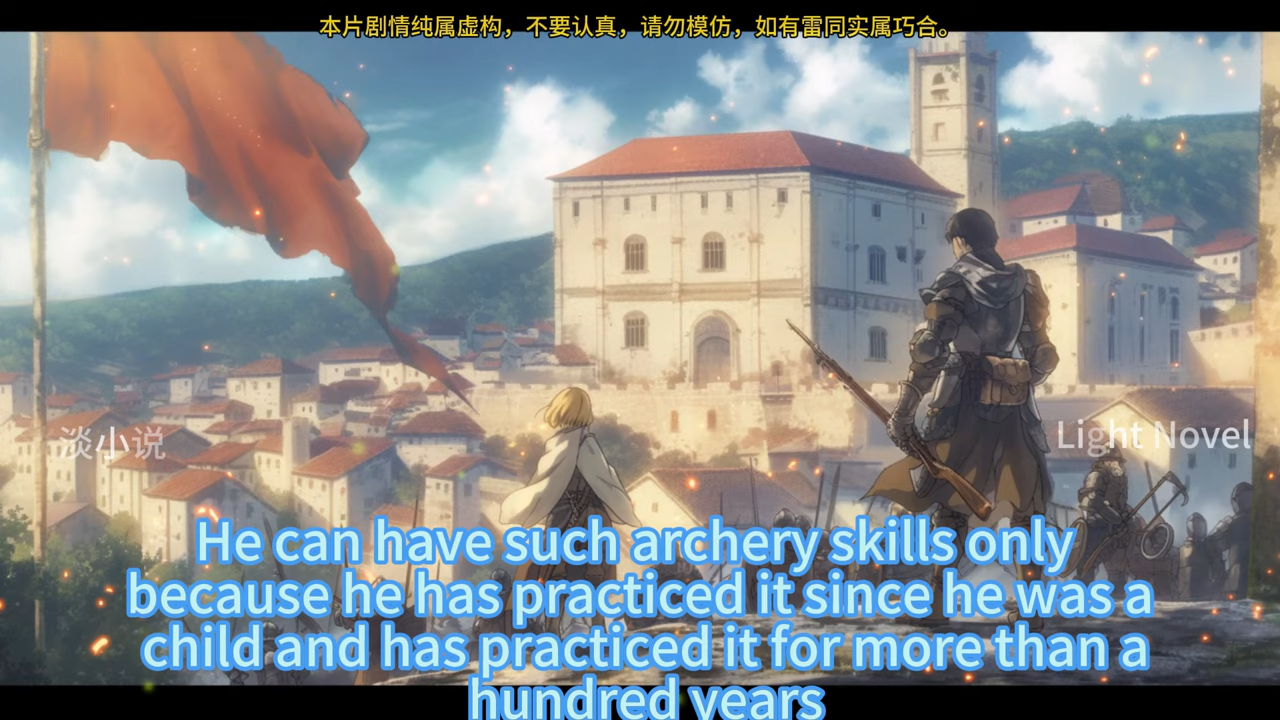 本片剧情纯属虚构，不要认真，请勿模仿，如有雷同实属巧合。
淡小说
Light Novel
He can have such archery skills only
because he has practiced it since he was a
child and has practiced it for more than a
hundred years